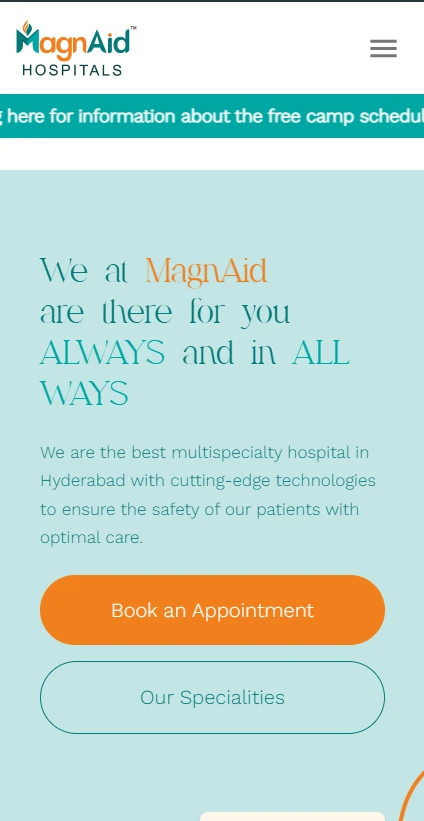 MagnAid™
HOSPITALS
here for information about the free camp
We at MagnAid
are there for you
ALWAYS and in ALL
WAYS
We are the best multispecialty hospital in
Hyderabad with cutting-edge technologies
to ensure the safety of our patients with
optimal care.
Book an Appointment
Our Specialities